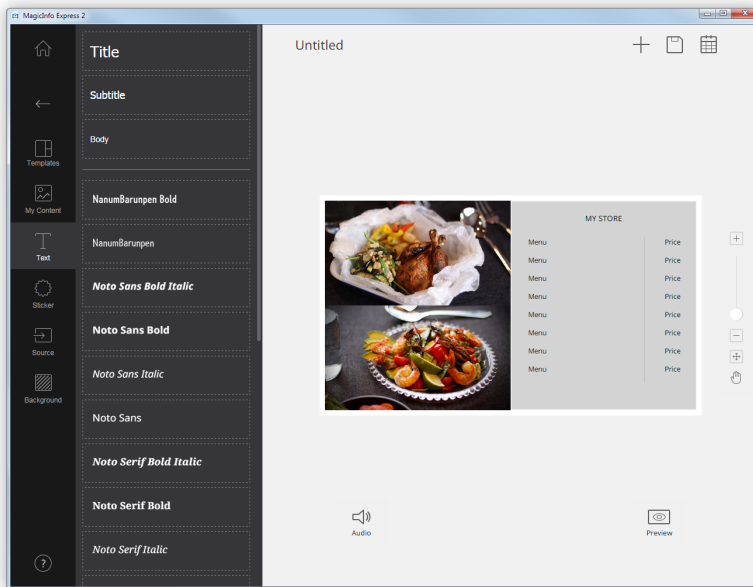 MagicInfo Express 2
Templates
My Content
Text
Sticker
Source
Background
?
Title
Subtitle
Body
NanumBarunpen Bold
NanumBarunpen
Noto Sans Bold Italic
Noto Sans Bold
Noto Sans Italic
Noto Sans
Noto Serif Bold Italic
Noto Serif Bold
Noto Serif Italic
Untitled
MY STORE
Menu Price
Menu Price
Menu Price
Menu Price
Menu Price
Menu Price
Menu Price
Menu Price
Audio
Preview